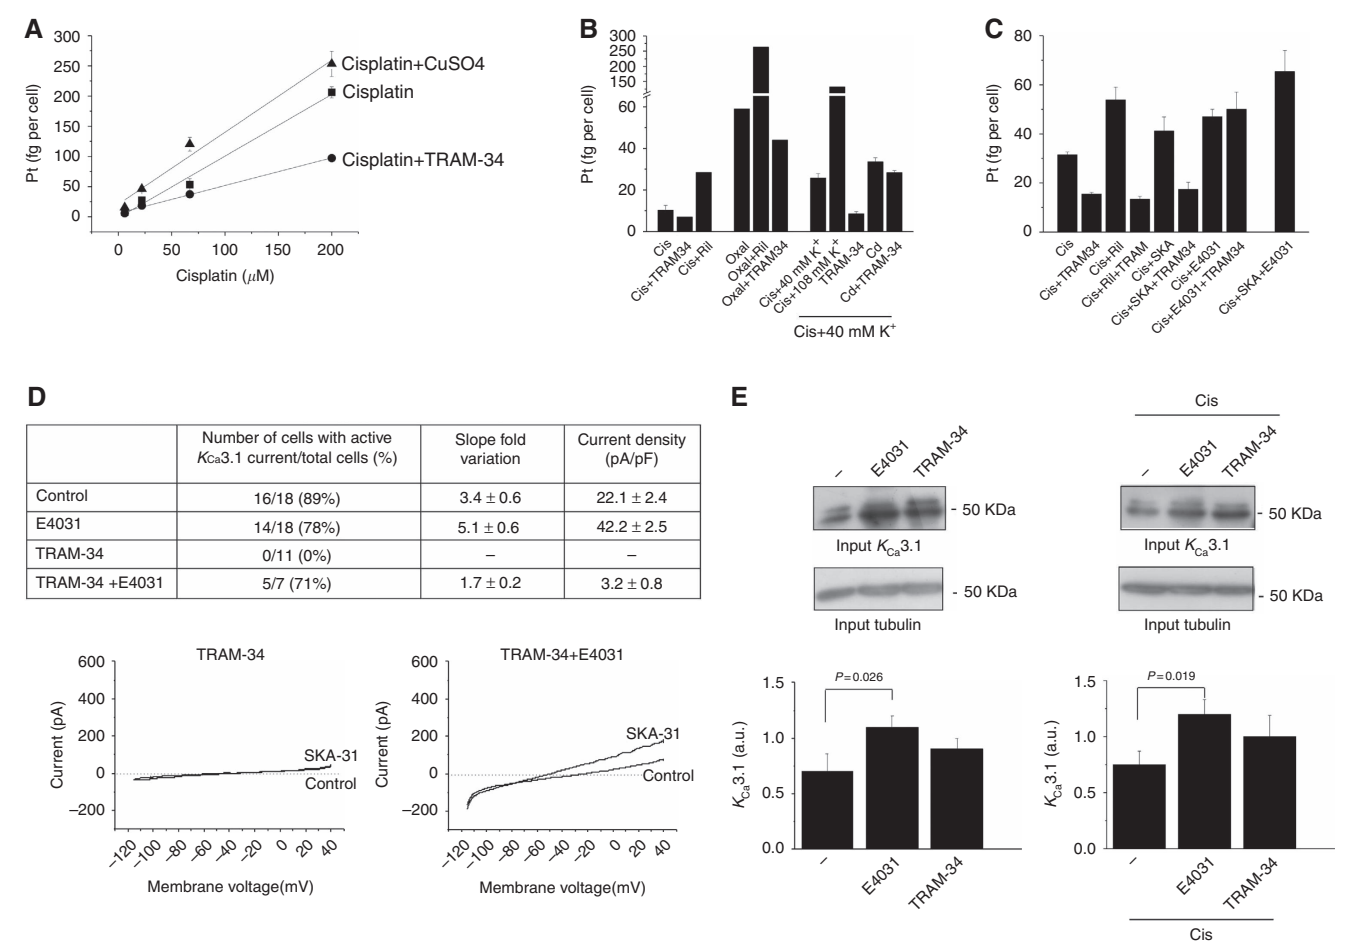 A
Pt (fg per cell)
300
250
200
150
100
50
0
Cisplatin+CuSO4
Cisplatin
Cisplatin+TRAM-34
0
50
100
150
200
Cisplatin (μM)
B
Pt (fg per cell)
300
250
200
150
60
40
20
0
Cis
Cis+TRAM34
Cis+Ril
Oxal
Oxal+Ril
Oxal+TRAM34
Cis+40 mM K+
Cis+108 mM K+
TRAM-34
Cd
Cd+TRAM-34
Cis+40 mM K+
C
Pt (fg per cell)
80
60
40
20
0
Cis
Cis+TRAM34
Cis+Ril
Cis+Ril+TRAM
Cis+SKA
Cis+SKA+TRAM34
Cis+E4031
Cis+E4031+TRAM34
Cis+SKA+E4031
D
Number of cells with active
KCa3.1 current/total cells (%)
Slope fold
variation
Current density
(pA/pF)
Control 16/18 (89%) 3.4 ± 0.6 22.1 ± 2.4
E4031 14/18 (78%) 5.1 ± 0.6 42.2 ± 2.5
TRAM-34 0/11 (0%) – –
TRAM-34 +E4031 5/7 (71%) 1.7 ± 0.2 3.2 ± 0.8
TRAM-34
Current (pA)
600
400
200
0
–200
SKA-31
Control
–120
–100
–80
–60
–40
–20
0
20
40
Membrane voltage(mV)
TRAM-34+E4031
Current (pA)
600
400
200
0
–200
SKA-31
Control
–120
–100
–80
–60
–40
–20
0
20
40
Membrane voltage(mV)
E
–
E4031
TRAM-34
- 50 KDa
Input KCa3.1
- 50 KDa
Input tubulin
Cis
–
E4031
TRAM-34
- 50 KDa
Input KCa3.1
- 50 KDa
Input tubulin
KCa3.1 (a.u.)
1.5
1.0
0.5
0.0
P=0.026
–
E4031
TRAM-34
KCa3.1 (a.u.)
1.5
1.0
0.5
0.0
P=0.019
–
E4031
TRAM-34
Cis